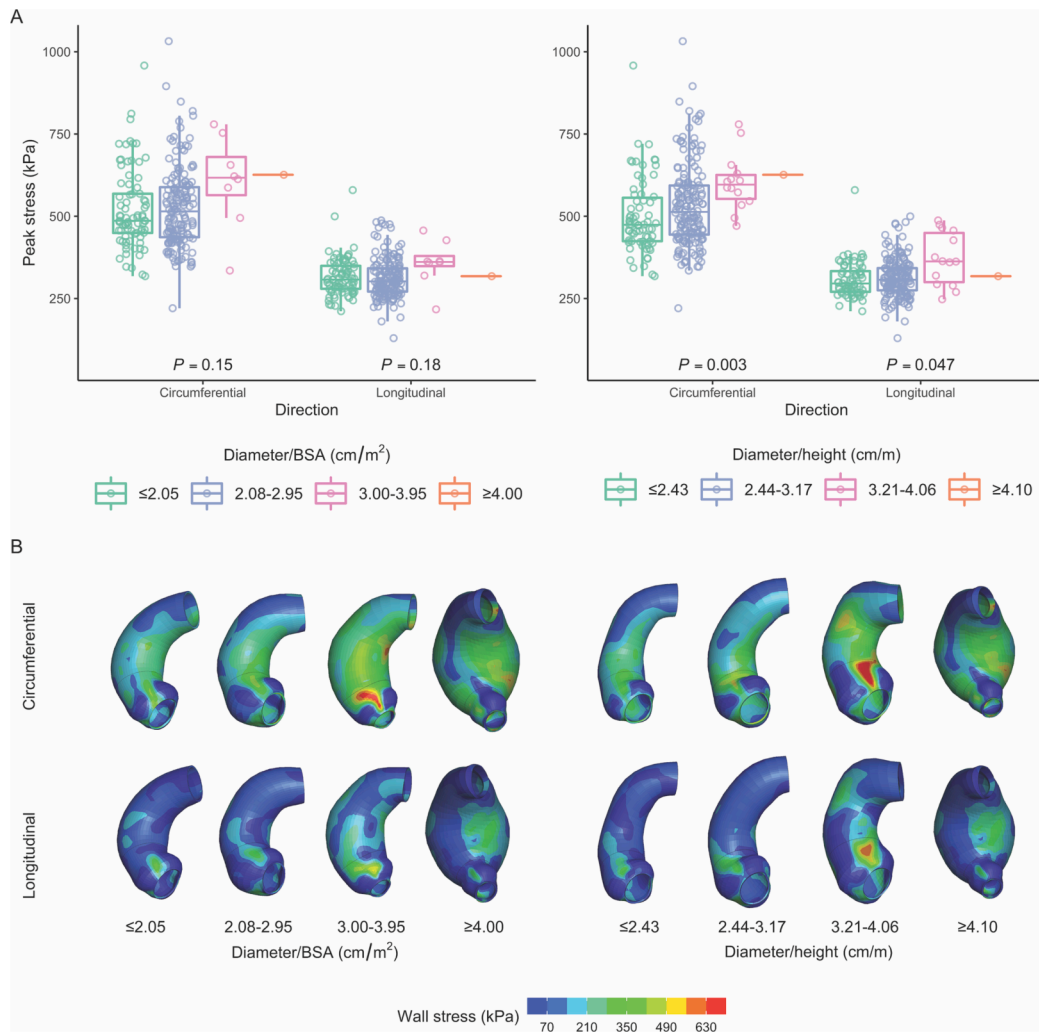 A
1000
750
500
250
Peak stress (kPa)
P = 0.15
P = 0.18
Circumferential
Longitudinal
Direction
1000
750
500
250
P = 0.003
P = 0.047
Circumferential
Longitudinal
Direction
Diameter/BSA (cm/m²)
≤2.05
2.08-2.95
3.00-3.95
≥4.00
Diameter/height (cm/m)
≤2.43
2.44-3.17
3.21-4.06
≥4.10
B
Circumferential
Longitudinal
≤2.05
2.08-2.95
3.00-3.95
≥4.00
Diameter/BSA (cm/m²)
≤2.43
2.44-3.17
3.21-4.06
≥4.10
Diameter/height (cm/m)
Wall stress (kPa)
70 210 350 490 630